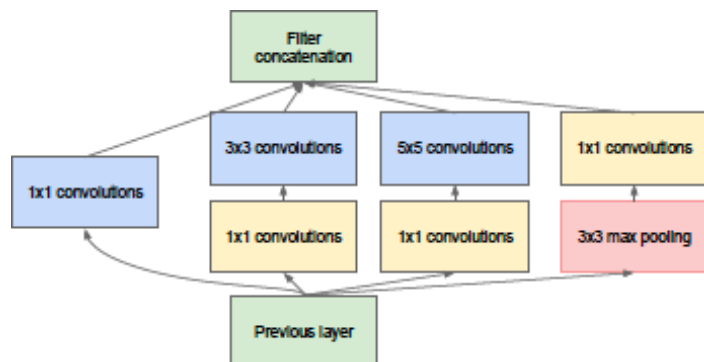 Filter
concatenation
3x3 convolutions
5x5 convolutions
1x1 convolutions
1x1 convolutions
1x1 convolutions
1x1 convolutions
3x3 max pooling
Previous layer